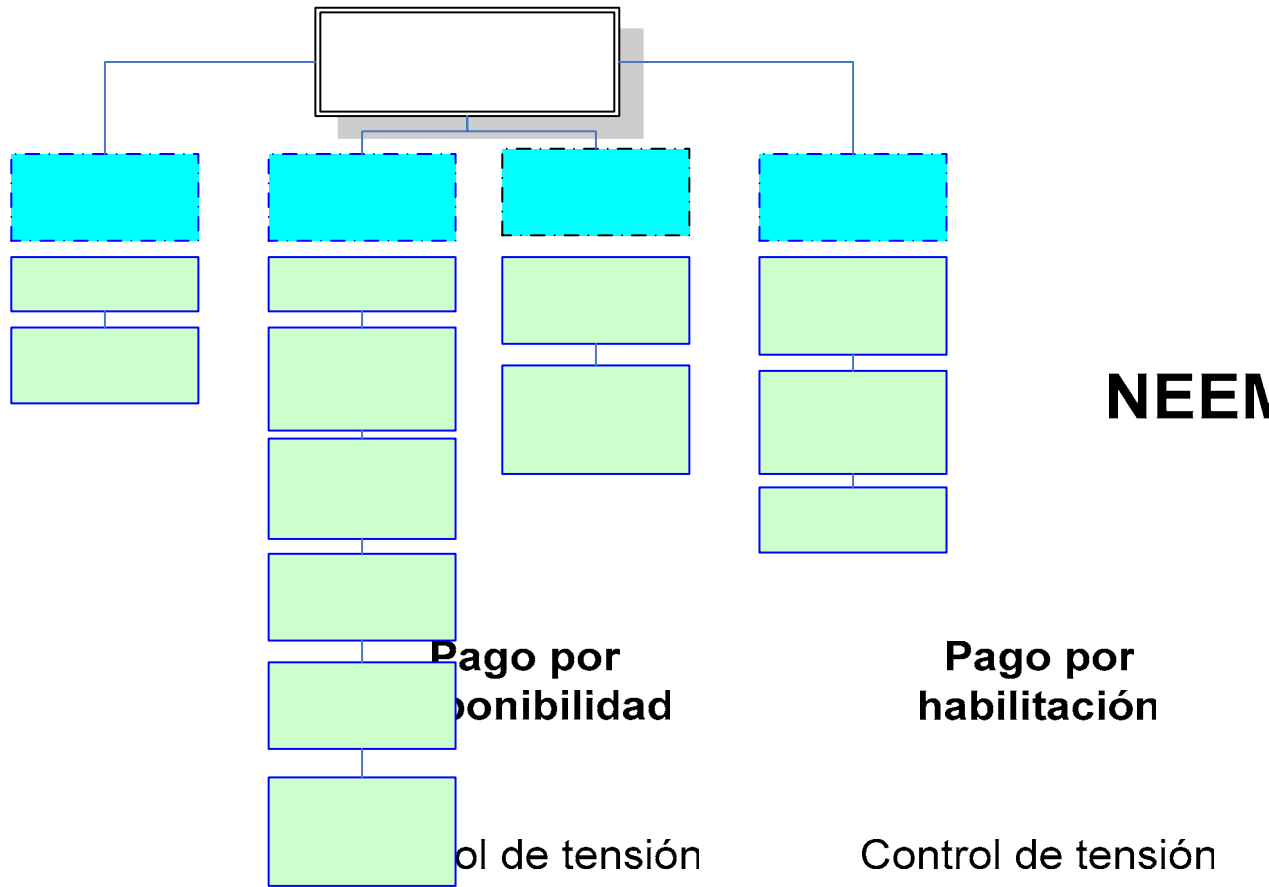 NEEM
Pago por
ponibilidad
Pago por
habilitación
ol de tensión
Control de tensión